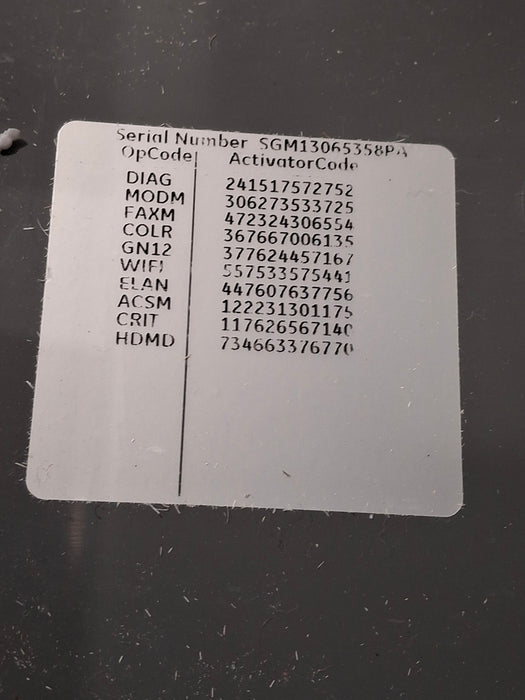 Serial Number SGM13065358PA
OpCode| ActivatorCode
DIAG 241517572752
MODM 306273533725
FAXM 472324306554
COLR 367667006135
GN12 377624457167
WIFI 557533575441
ELAN 447607637756
ACSM 122231301175
CRIT 117626567140
HDMD 734663376770